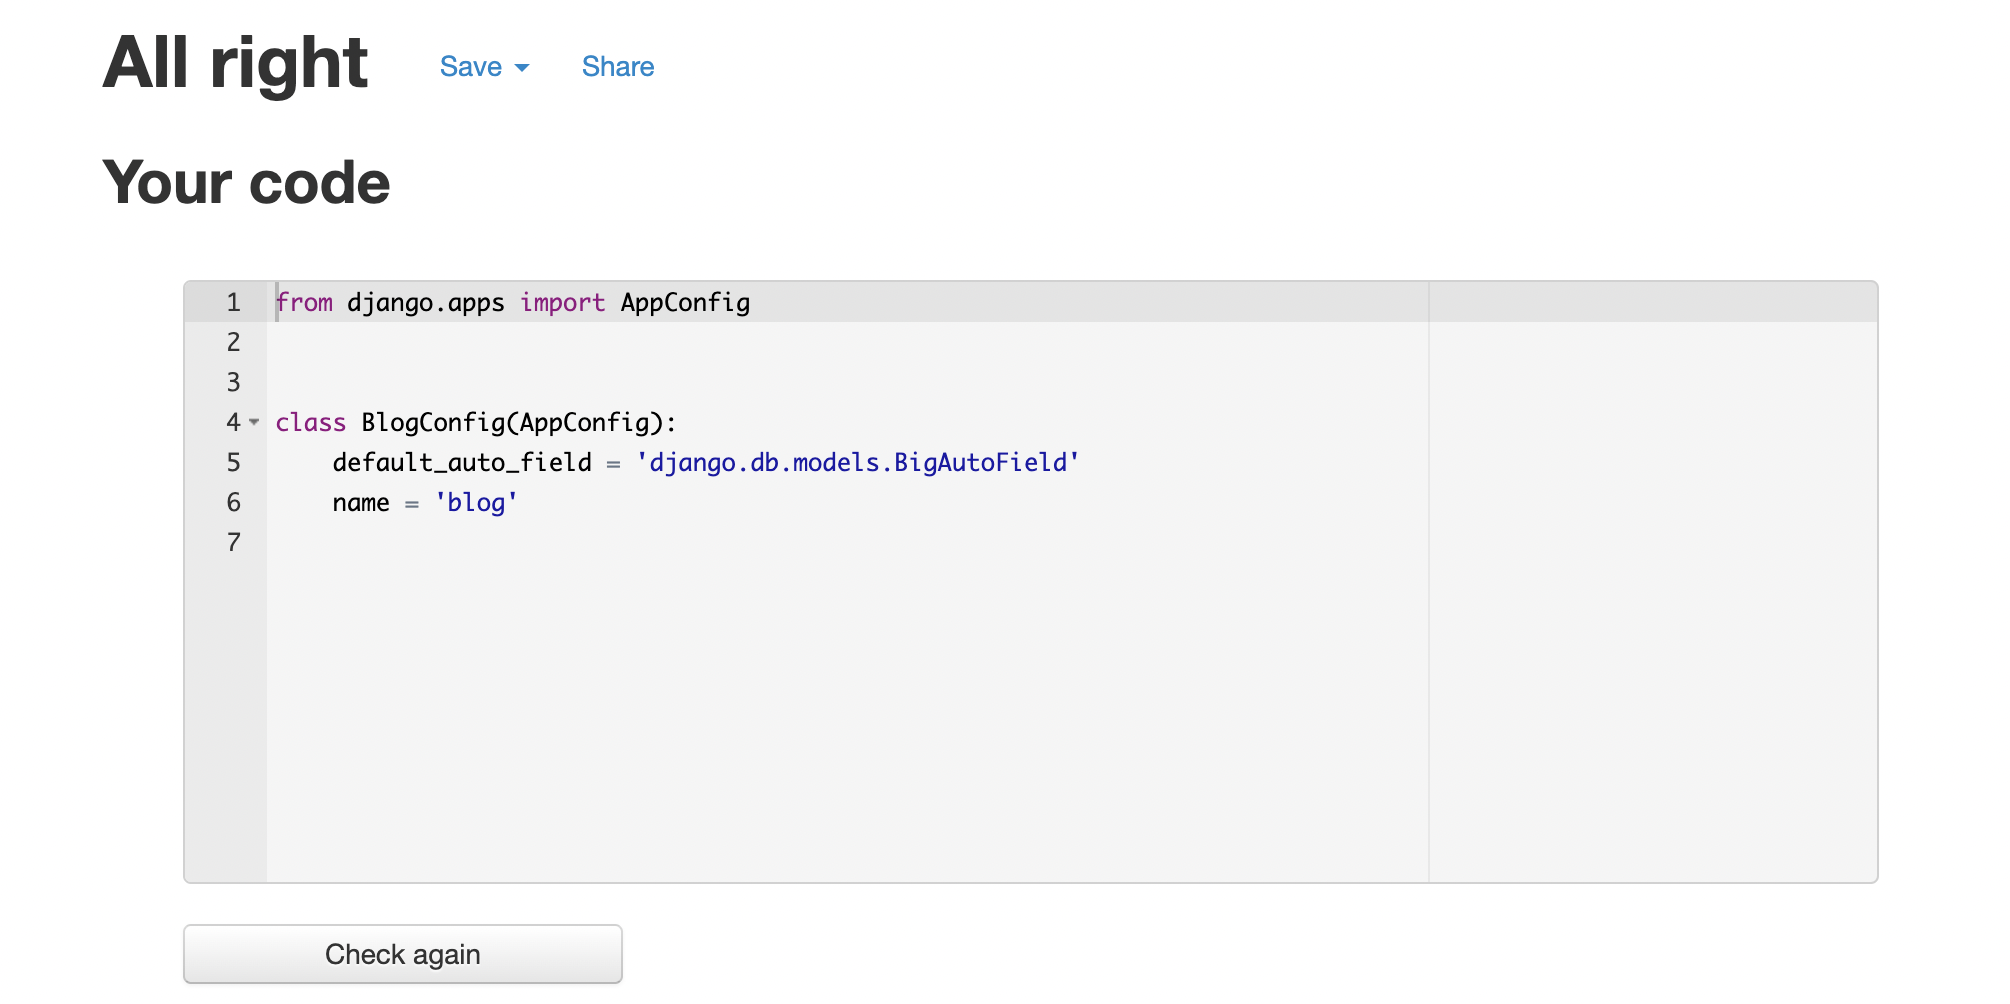 All right Save Share
Your code
1 from django.apps import AppConfig
2
3
4 class BlogConfig(AppConfig):
5     default_auto_field = 'django.db.models.BigAutoField'
6     name = 'blog'
7
Check again